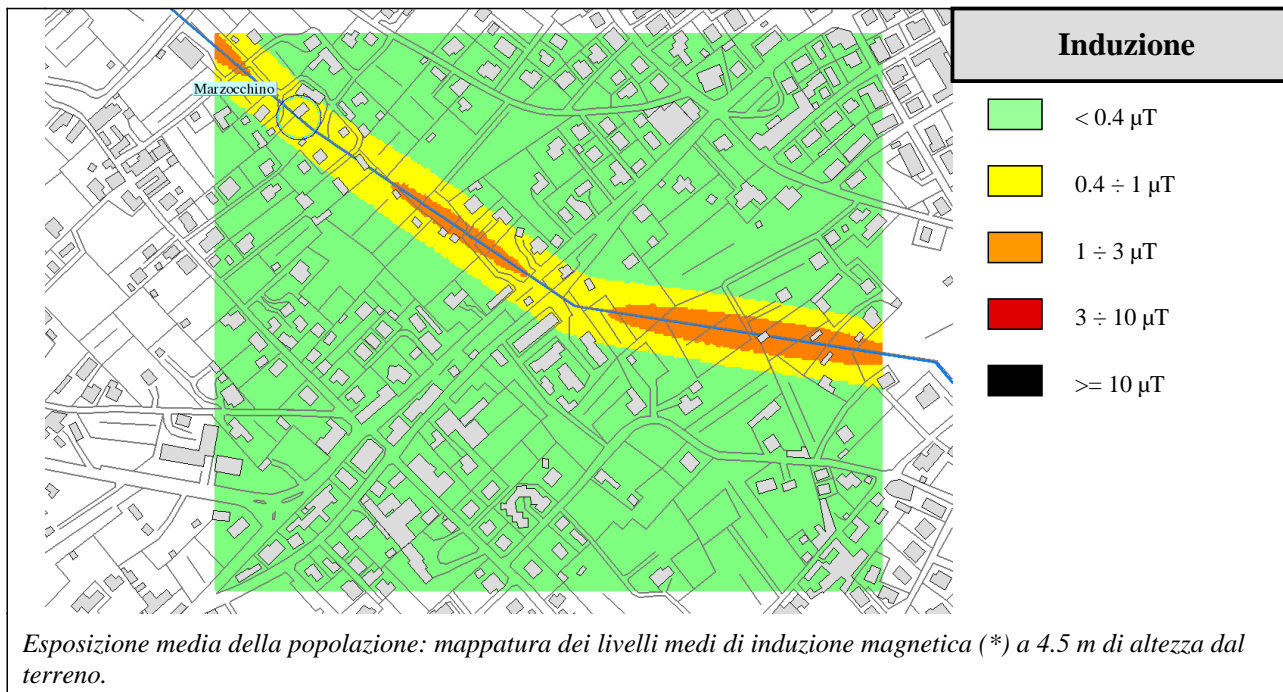 Marzocchino
Induzione
< 0.4 µT
0.4 ÷ 1 µT
1 ÷ 3 µT
3 ÷ 10 µT
>= 10 µT
Esposizione media della popolazione: mappatura dei livelli medi di induzione magnetica (*) a 4.5 m di altezza dal
terreno.